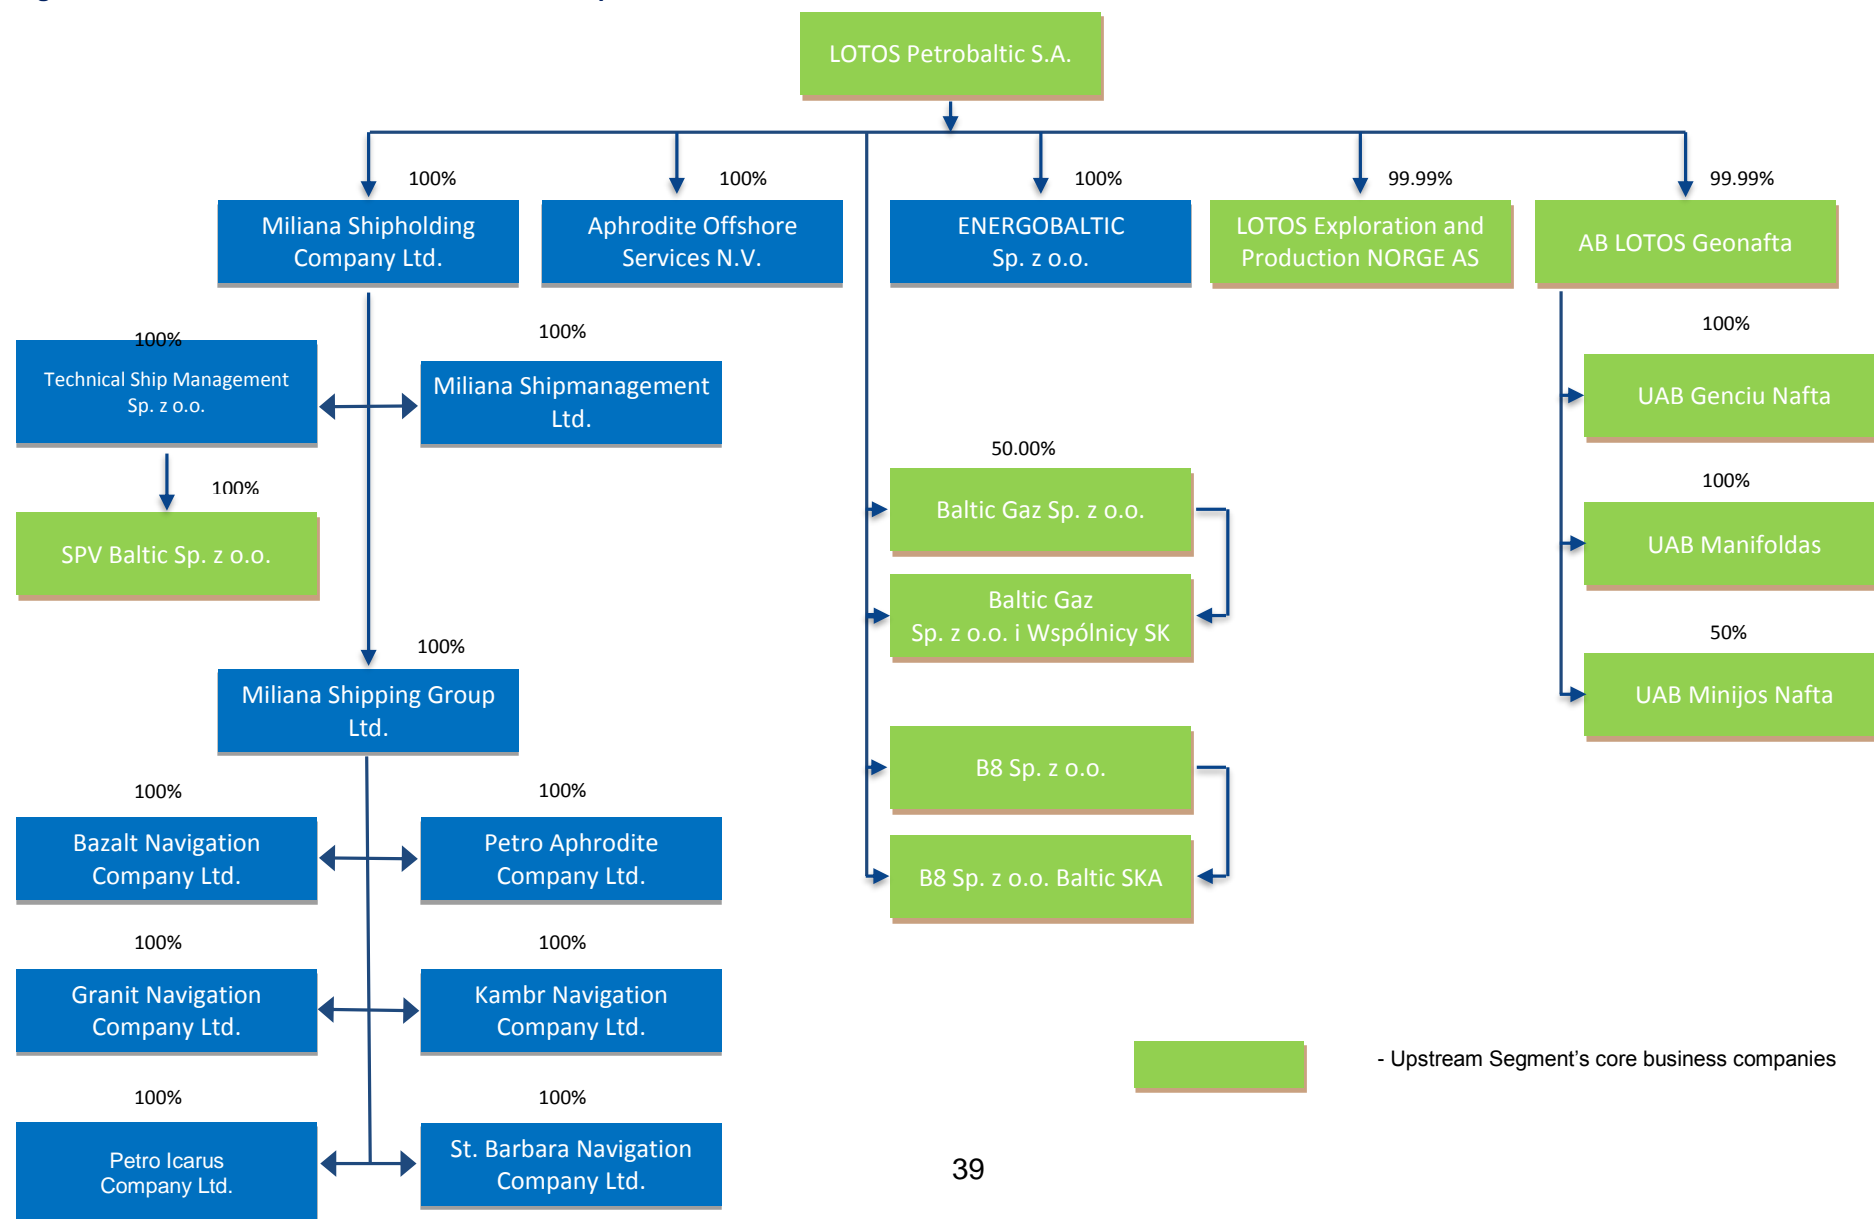 LOTOS Petrobaltic S.A.
100%
100%
100%
99.99%
99.99%
Miliana Shipholding
Company Ltd.
Aphrodite Offshore
Services N.V.
ENERGOBALTIC
Sp. z o.o.
LOTOS Exploration and
Production NORGE AS
AB LOTOS Geonafta
100%
Technical Ship Management
Sp. z o.o.
100%
Miliana Shipmanagement
Ltd.
100%
UAB Genciu Nafta
100%
SPV Baltic Sp. z o.o.
50.00%
Baltic Gaz Sp. z o.o.
Baltic Gaz
Sp. z o.o. i Wspólnicy SK
100%
UAB Manifoldas
50%
UAB Minijos Nafta
100%
Miliana Shipping Group
Ltd.
B8 Sp. z o.o.
B8 Sp. z o.o. Baltic SKA
100%
Bazalt Navigation
Company Ltd.
100%
Petro Aphrodite
Company Ltd.
100%
Granit Navigation
Company Ltd.
100%
Kambr Navigation
Company Ltd.
100%
Petro Icarus
Company Ltd.
100%
St. Barbara Navigation
Company Ltd.
- Upstream Segment’s core business companies
39